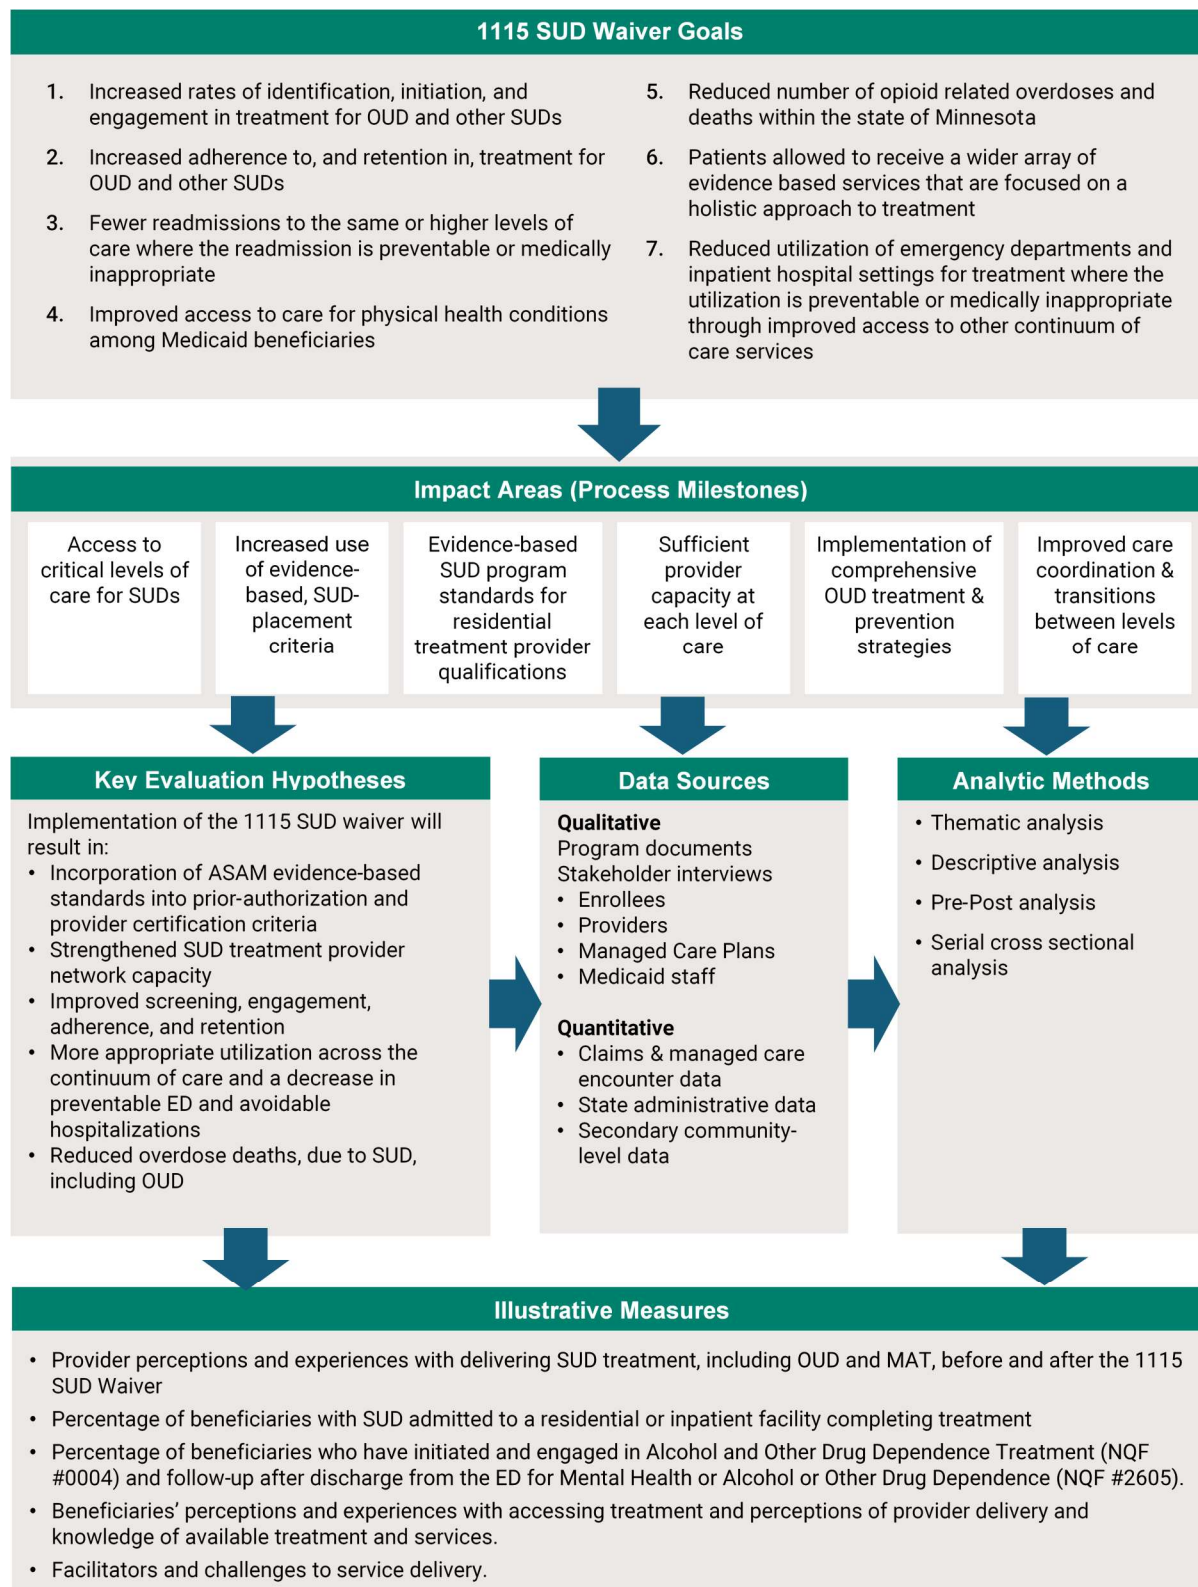 1115 SUD Waiver Goals
1. Increased rates of identification, initiation, and
engagement in treatment for OUD and other SUDs
2. Increased adherence to, and retention in, treatment for
OUD and other SUDs
3. Fewer readmissions to the same or higher levels of
care where the readmission is preventable or medically
inappropriate
4. Improved access to care for physical health conditions
among Medicaid beneficiaries
5. Reduced number of opioid related overdoses and
deaths within the state of Minnesota
6. Patients allowed to receive a wider array of
evidence based services that are focused on a
holistic approach to treatment
7. Reduced utilization of emergency departments and
inpatient hospital settings for treatment where the
utilization is preventable or medically inappropriate
through improved access to other continuum of
care services
Impact Areas (Process Milestones)
Access to
critical levels of
care for SUDs
Increased use
of evidence-
based, SUD-
placement
criteria
Evidence-based
SUD program
standards for
residential
treatment provider
qualifications
Sufficient
provider
capacity at
each level of
care
Implementation of
comprehensive
OUD treatment &
prevention
strategies
Improved care
coordination &
transitions
between levels
of care
Key Evaluation Hypotheses
Implementation of the 1115 SUD waiver will
result in:
• Incorporation of ASAM evidence-based
standards into prior-authorization and
provider certification criteria
• Strengthened SUD treatment provider
network capacity
• Improved screening, engagement,
adherence, and retention
• More appropriate utilization across the
continuum of care and a decrease in
preventable ED and avoidable
hospitalizations
• Reduced overdose deaths, due to SUD,
including OUD
Data Sources
Qualitative
Program documents
Stakeholder interviews
• Enrollees
• Providers
• Managed Care Plans
• Medicaid staff
Quantitative
• Claims & managed care
encounter data
• State administrative data
• Secondary community-
level data
Analytic Methods
• Thematic analysis
• Descriptive analysis
• Pre-Post analysis
• Serial cross sectional
analysis
Illustrative Measures
• Provider perceptions and experiences with delivering SUD treatment, including OUD and MAT, before and after the 1115
SUD Waiver
• Percentage of beneficiaries with SUD admitted to a residential or inpatient facility completing treatment
• Percentage of beneficiaries who have initiated and engaged in Alcohol and Other Drug Dependence Treatment (NQF
#0004) and follow-up after discharge from the ED for Mental Health or Alcohol or Other Drug Dependence (NQF #2605).
• Beneficiaries’ perceptions and experiences with accessing treatment and perceptions of provider delivery and
knowledge of available treatment and services.
• Facilitators and challenges to service delivery.